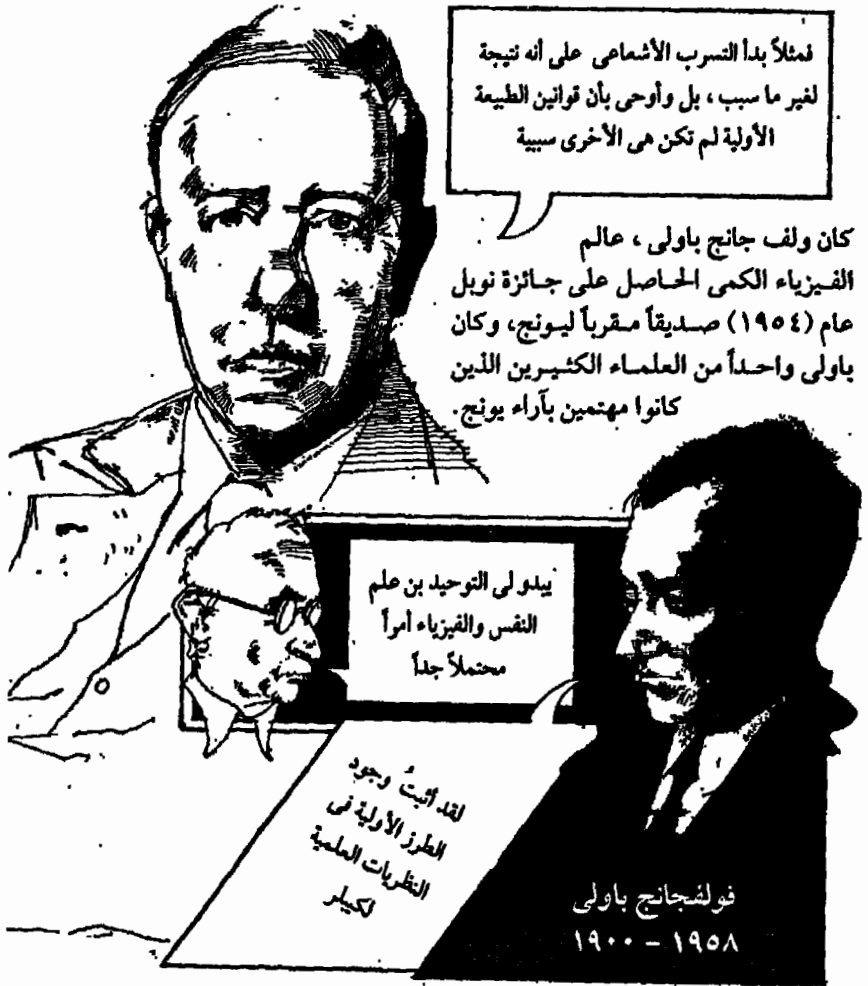 فمثلاً بدأ التسرب الأشعاعى على أنه نتيجة
لغير ما سبب ، بل وأوحى بأن قوانين الطبيعة
الأولية لم تكن هى الأخرى سببية
كان ولف جانج باولى ، عالم
الفيزياء الكمى الحاصل على جائزة نوبل
عام (١٩٥٤) صديقاً مقرباً ليونج، وكان
باولى واحداً من العلماء الكثيرين الذين
كانوا مهتمين بآراء يونج.
يبدو لى التوحيد بن علم
النفس والفيزياء أمراً
محتملاً جداً
لقد أثبتُ وجود
الطرز الأولية فى
النظريات العلمية
لكبلر
فولفجانج باولى
١٩٠٠ - ١٩٥٨